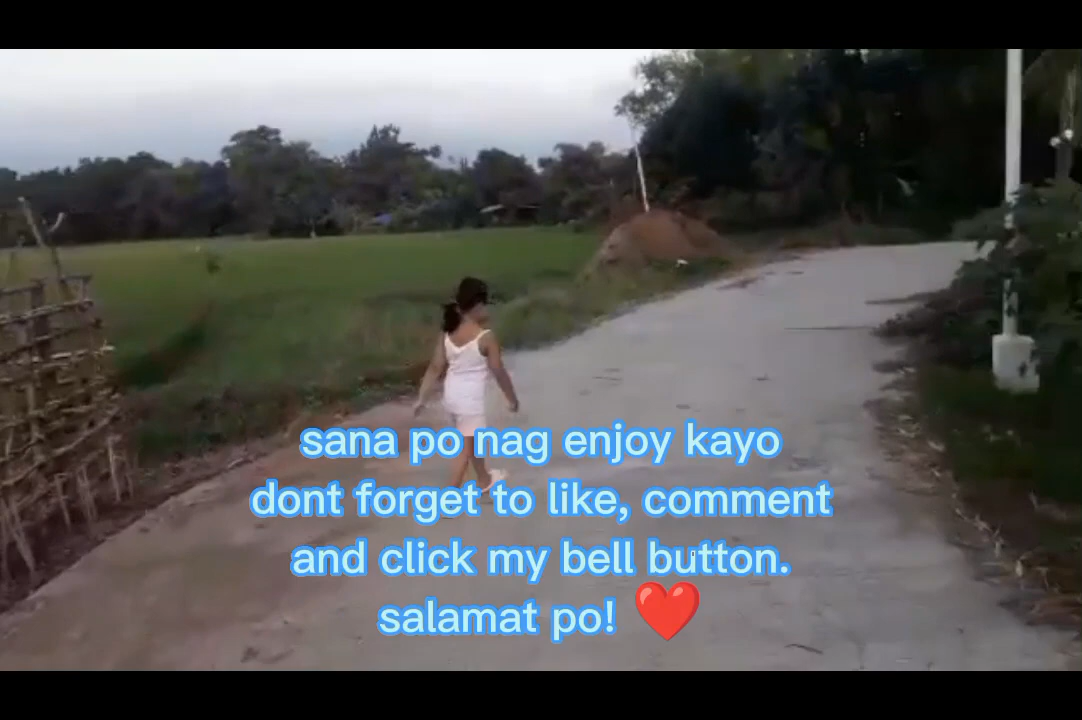 sana po nag enjoy kayo
dont forget to like, comment
and click my bell button.
salamat po! ❤️